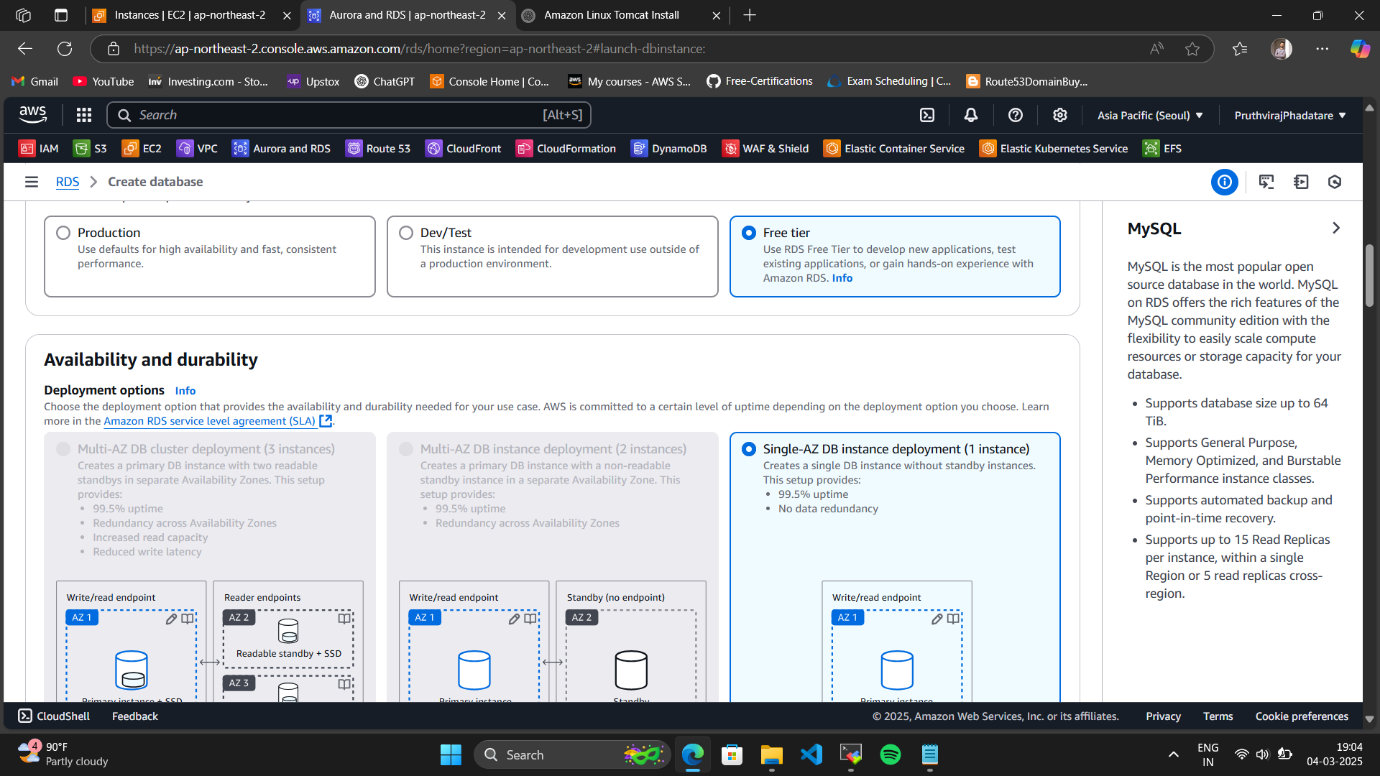 Instances | EC2 | ap-northeast-2
Aurora and RDS | ap-northeast-2
Amazon Linux Tomcat Install
https://ap-northeast-2.console.aws.amazon.com/rds/home?region=ap-northeast-2#launch-dbinstance:
Gmail
YouTube
Investing.com - Sto...
Upstox
ChatGPT
Console Home | Co...
My courses - AWS S...
Free-Certifications
Exam Scheduling | C...
Route53DomainBuy...
aws
Search
[Alt+S]
Asia Pacific (Seoul)
PruthvirajPhadatare
IAM
S3
EC2
VPC
Aurora and RDS
Route 53
CloudFront
CloudFormation
DynamoDB
WAF & Shield
Elastic Container Service
Elastic Kubernetes Service
EFS
RDS
Create database
Production
Use defaults for high availability and fast, consistent
performance.
Dev/Test
This instance is intended for development use outside of
a production environment.
Free tier
Use RDS Free Tier to develop new applications, test
existing applications, or gain hands-on experience with
Amazon RDS. Info
Availability and durability
Deployment options Info
Choose the deployment option that provides the availability and durability needed for your use case. AWS is committed to a certain level of uptime depending on the deployment option you choose. Learn
more in the Amazon RDS service level agreement (SLA).
Multi-AZ DB cluster deployment (3 instances)
Creates a primary DB instance with two readable
standbys in separate Availability Zones. This setup
provides:
• 99.5% uptime
• Redundancy across Availability Zones
• Increased read capacity
• Reduced write latency
Write/read endpoint
AZ 1
Primary instance + SSD
Reader endpoints
AZ 2
Readable standby + SSD
AZ 3
Multi-AZ DB instance deployment (2 instances)
Creates a primary DB instance with a non-readable
standby instance in a separate Availability Zone. This
setup provides:
• 99.5% uptime
• Redundancy across Availability Zones
Write/read endpoint
AZ 1
Primary instance
Standby (no endpoint)
AZ 2
Standby
Single-AZ DB instance deployment (1 instance)
Creates a single DB instance without standby instances.
This setup provides:
• 99.5% uptime
• No data redundancy
Write/read endpoint
AZ 1
Primary instance
MySQL
MySQL is the most popular open
source database in the world. MySQL
on RDS offers the rich features of the
MySQL community edition with the
flexibility to easily scale compute
resources or storage capacity for your
database.
• Supports database size up to 64
TiB.
• Supports General Purpose,
Memory Optimized, and Burstable
Performance instance classes.
• Supports automated backup and
point-in-time recovery.
• Supports up to 15 Read Replicas
per instance, within a single
Region or 5 read replicas cross-
region.
CloudShell
Feedback
© 2025, Amazon Web Services, Inc. or its affiliates.
Privacy
Terms
Cookie preferences
4
90°F
Partly cloudy
Search
ENG
IN
19:04
04-03-2025